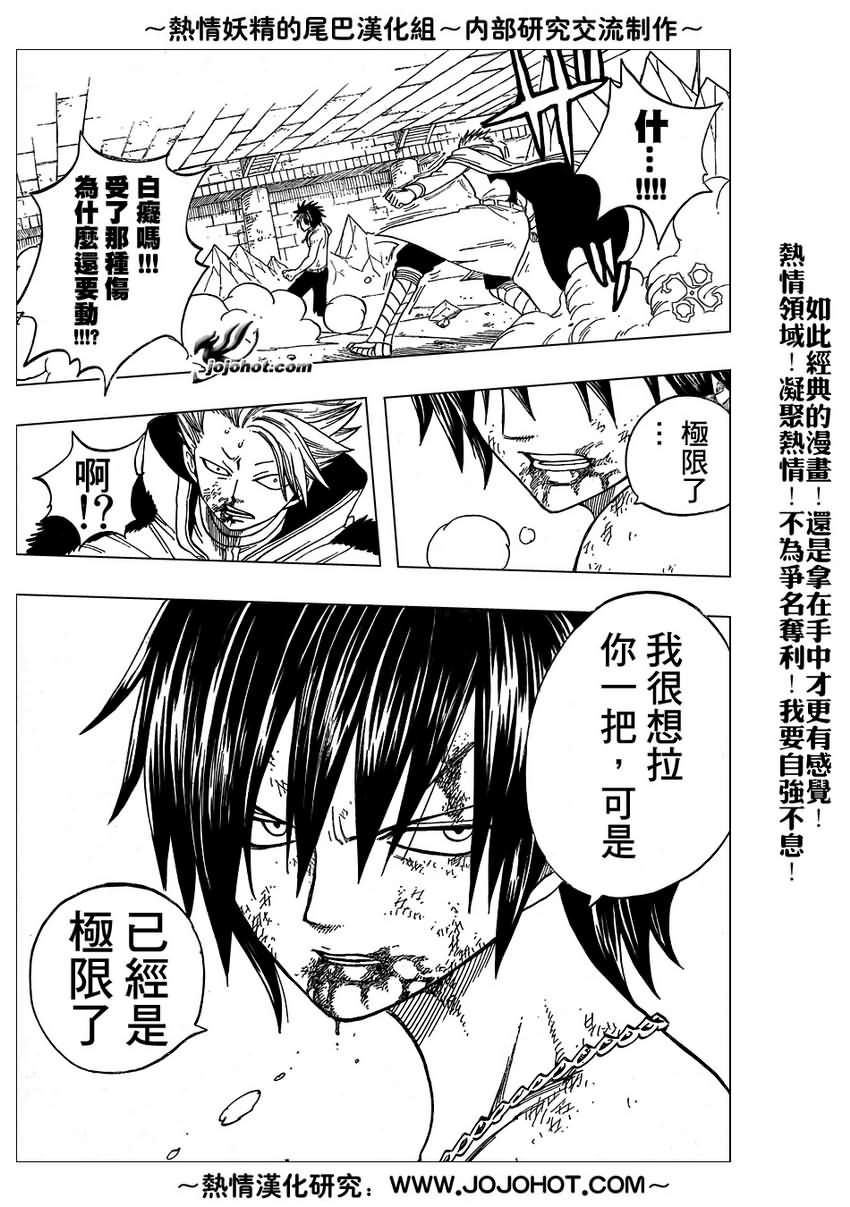 ～熱情妖精的尾巴漢化組～内部研究交流制作～
什…!!!!
白癡嗎!!!
受了那種傷
為什麼還要動!!!?
jojohot.com
極限了
…
啊!?
我很想拉
你一把，可是
已經是
極限了
如此經典的漫畫！還是拿在手中才更有感覺！
熱情領域！凝聚熱情！不為爭名奪利！我要自強不息！
～熱情漢化研究：WWW.JOJOHOT.COM～